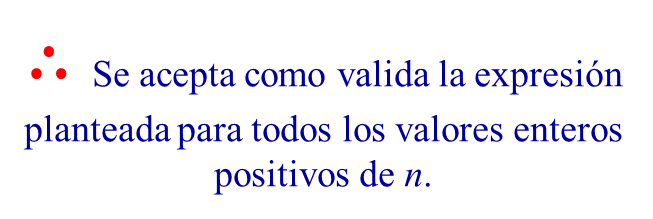 ∴ Se acepta como valida la expresión
planteada para todos los valores enteros
positivos de n.